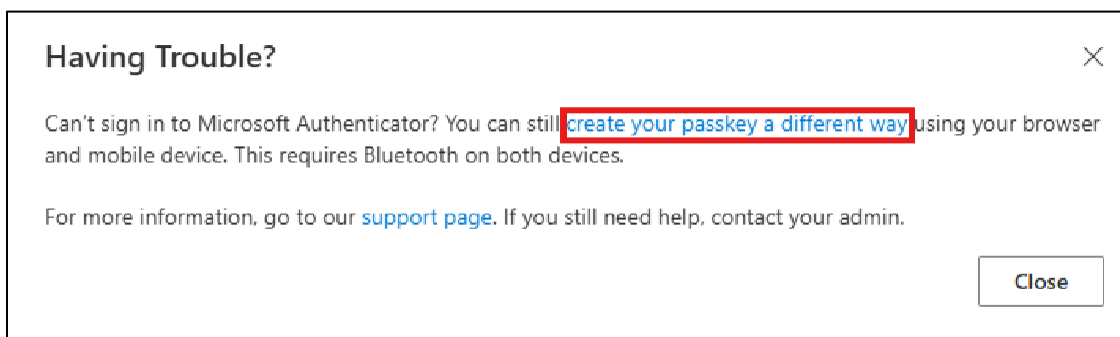 Having Trouble?
Can't sign in to Microsoft Authenticator? You can still create your passkey a different way using your browser
and mobile device. This requires Bluetooth on both devices.
For more information, go to our support page. If you still need help, contact your admin.
Close